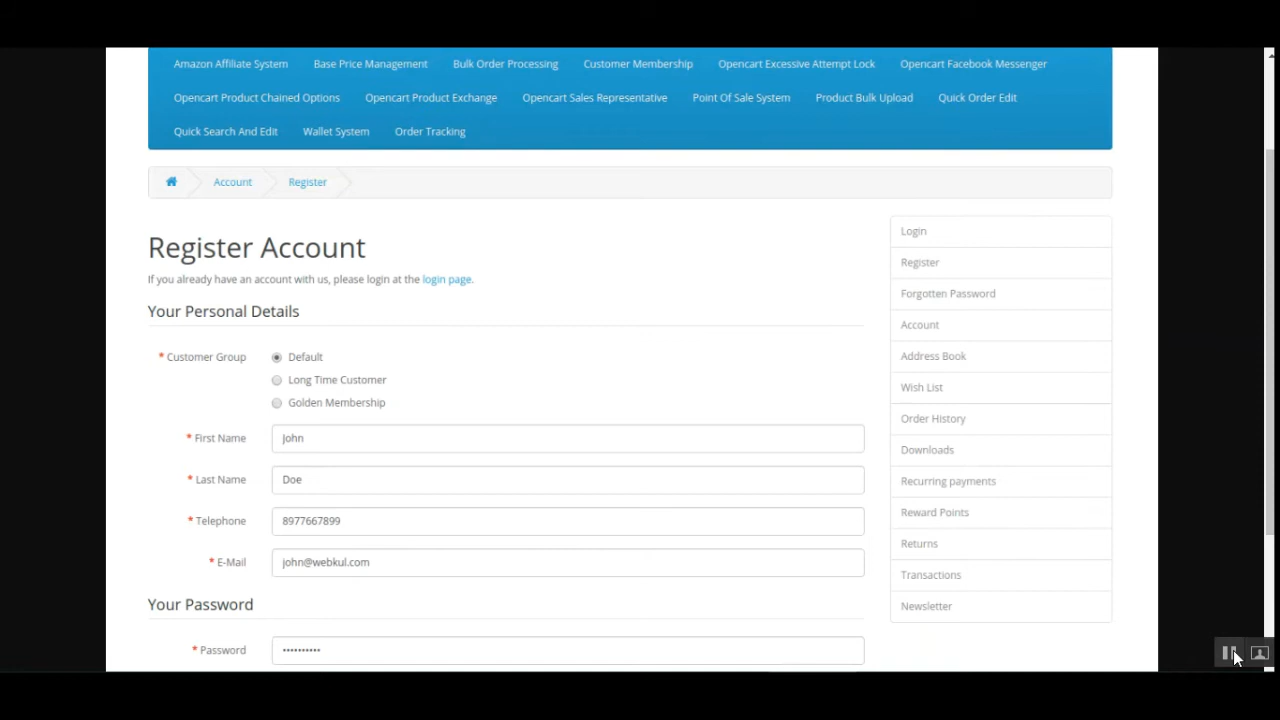 Amazon Affiliate System Base Price Management Bulk Order Processing Customer Membership Opencart Excessive Attempt Lock Opencart Facebook Messenger
Opencart Product Chained Options Opencart Product Exchange Opencart Sales Representative Point Of Sale System Product Bulk Upload Quick Order Edit
Quick Search And Edit Wallet System Order Tracking
Account Register
Register Account
If you already have an account with us, please login at the login page.
Your Personal Details
* Customer Group Default
Long Time Customer
Golden Membership
* First Name John
* Last Name Doe
* Telephone 8977667899
* E-Mail john@webkul.com
Your Password
* Password ••••••••••
Login
Register
Forgotten Password
Account
Address Book
Wish List
Order History
Downloads
Recurring payments
Reward Points
Returns
Transactions
Newsletter